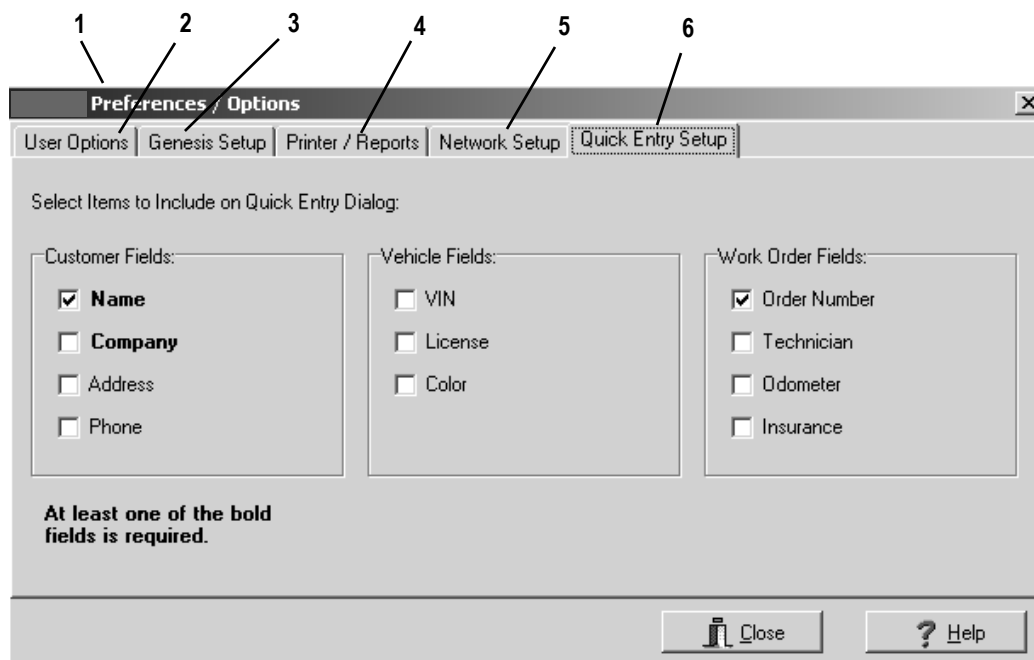 1 2 3 4 5 6
Preferences / Options
User Options Genesis Setup Printer / Reports Network Setup Quick Entry Setup
Select Items to Include on Quick Entry Dialog:
Customer Fields: Vehicle Fields: Work Order Fields:
Name VIN Order Number
Company License Technician
Address Color Odometer
Phone Insurance
At least one of the bold
fields is required.
Close ? Help